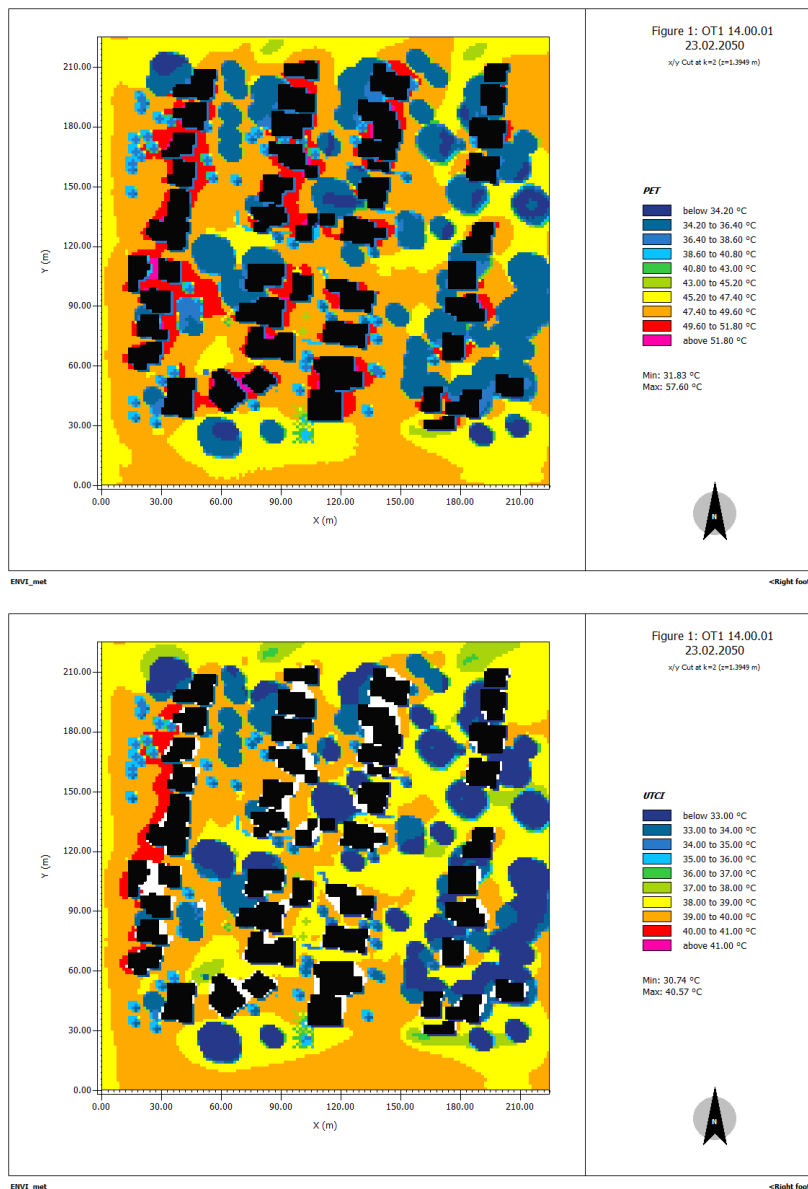 Figure 1: OT1 14.00.01
23.02.2050
x/y Cut at k=2 (z=1.3949 m)
210.00
180.00
150.00
120.00
90.00
60.00
30.00
0.00
Y (m)
0.00 30.00 60.00 90.00 120.00 150.00 180.00 210.00
X (m)
PET
below 34.20 °C
34.20 to 36.40 °C
36.40 to 38.60 °C
38.60 to 40.80 °C
40.80 to 43.00 °C
43.00 to 45.20 °C
45.20 to 47.40 °C
47.40 to 49.60 °C
49.60 to 51.80 °C
above 51.80 °C
Min: 31.83 °C
Max: 57.60 °C
N
ENVI_met
<Right foot
Figure 1: OT1 14.00.01
23.02.2050
x/y Cut at k=2 (z=1.3949 m)
210.00
180.00
150.00
120.00
90.00
60.00
30.00
0.00
Y (m)
0.00 30.00 60.00 90.00 120.00 150.00 180.00 210.00
X (m)
UTCI
below 33.00 °C
33.00 to 34.00 °C
34.00 to 35.00 °C
35.00 to 36.00 °C
36.00 to 37.00 °C
37.00 to 38.00 °C
38.00 to 39.00 °C
39.00 to 40.00 °C
40.00 to 41.00 °C
above 41.00 °C
Min: 30.74 °C
Max: 40.57 °C
N
ENVI_met
<Right foot